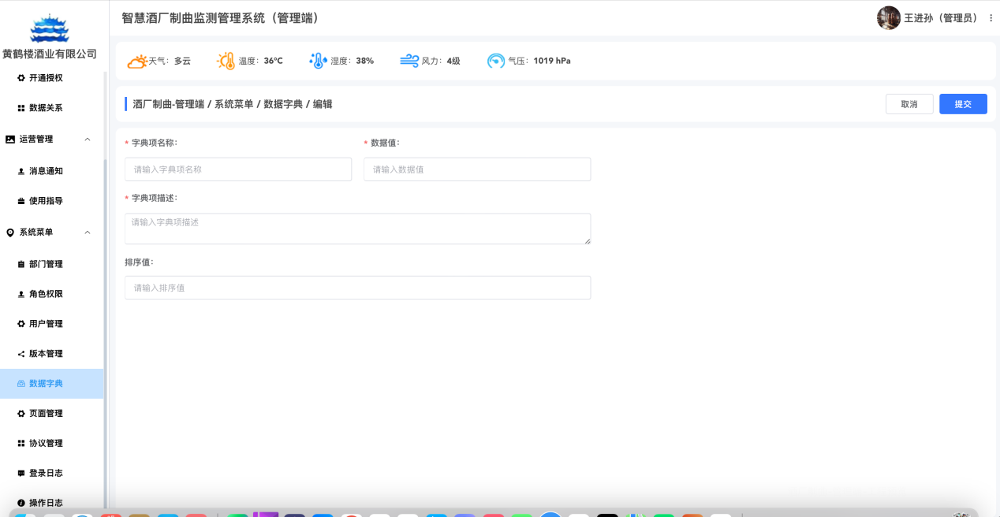 智慧酒厂制曲监测管理系统（管理端）
王进孙（管理员）
黄鹤楼酒业有限公司
天气： 多云
温度： 36℃
湿度： 38%
风力： 4级
气压： 1019 hPa
开通授权
数据关系
运营管理
消息通知
使用指导
系统菜单
部门管理
角色权限
用户管理
版本管理
数据字典
页面管理
协议管理
登录日志
操作日志
酒厂制曲-管理端 / 系统菜单 / 数据字典 / 编辑
取消
提交
* 字典项名称：
请输入字典项名称
* 数据值：
请输入数据值
* 字典项描述：
请输入字典项描述
排序值：
请输入排序值